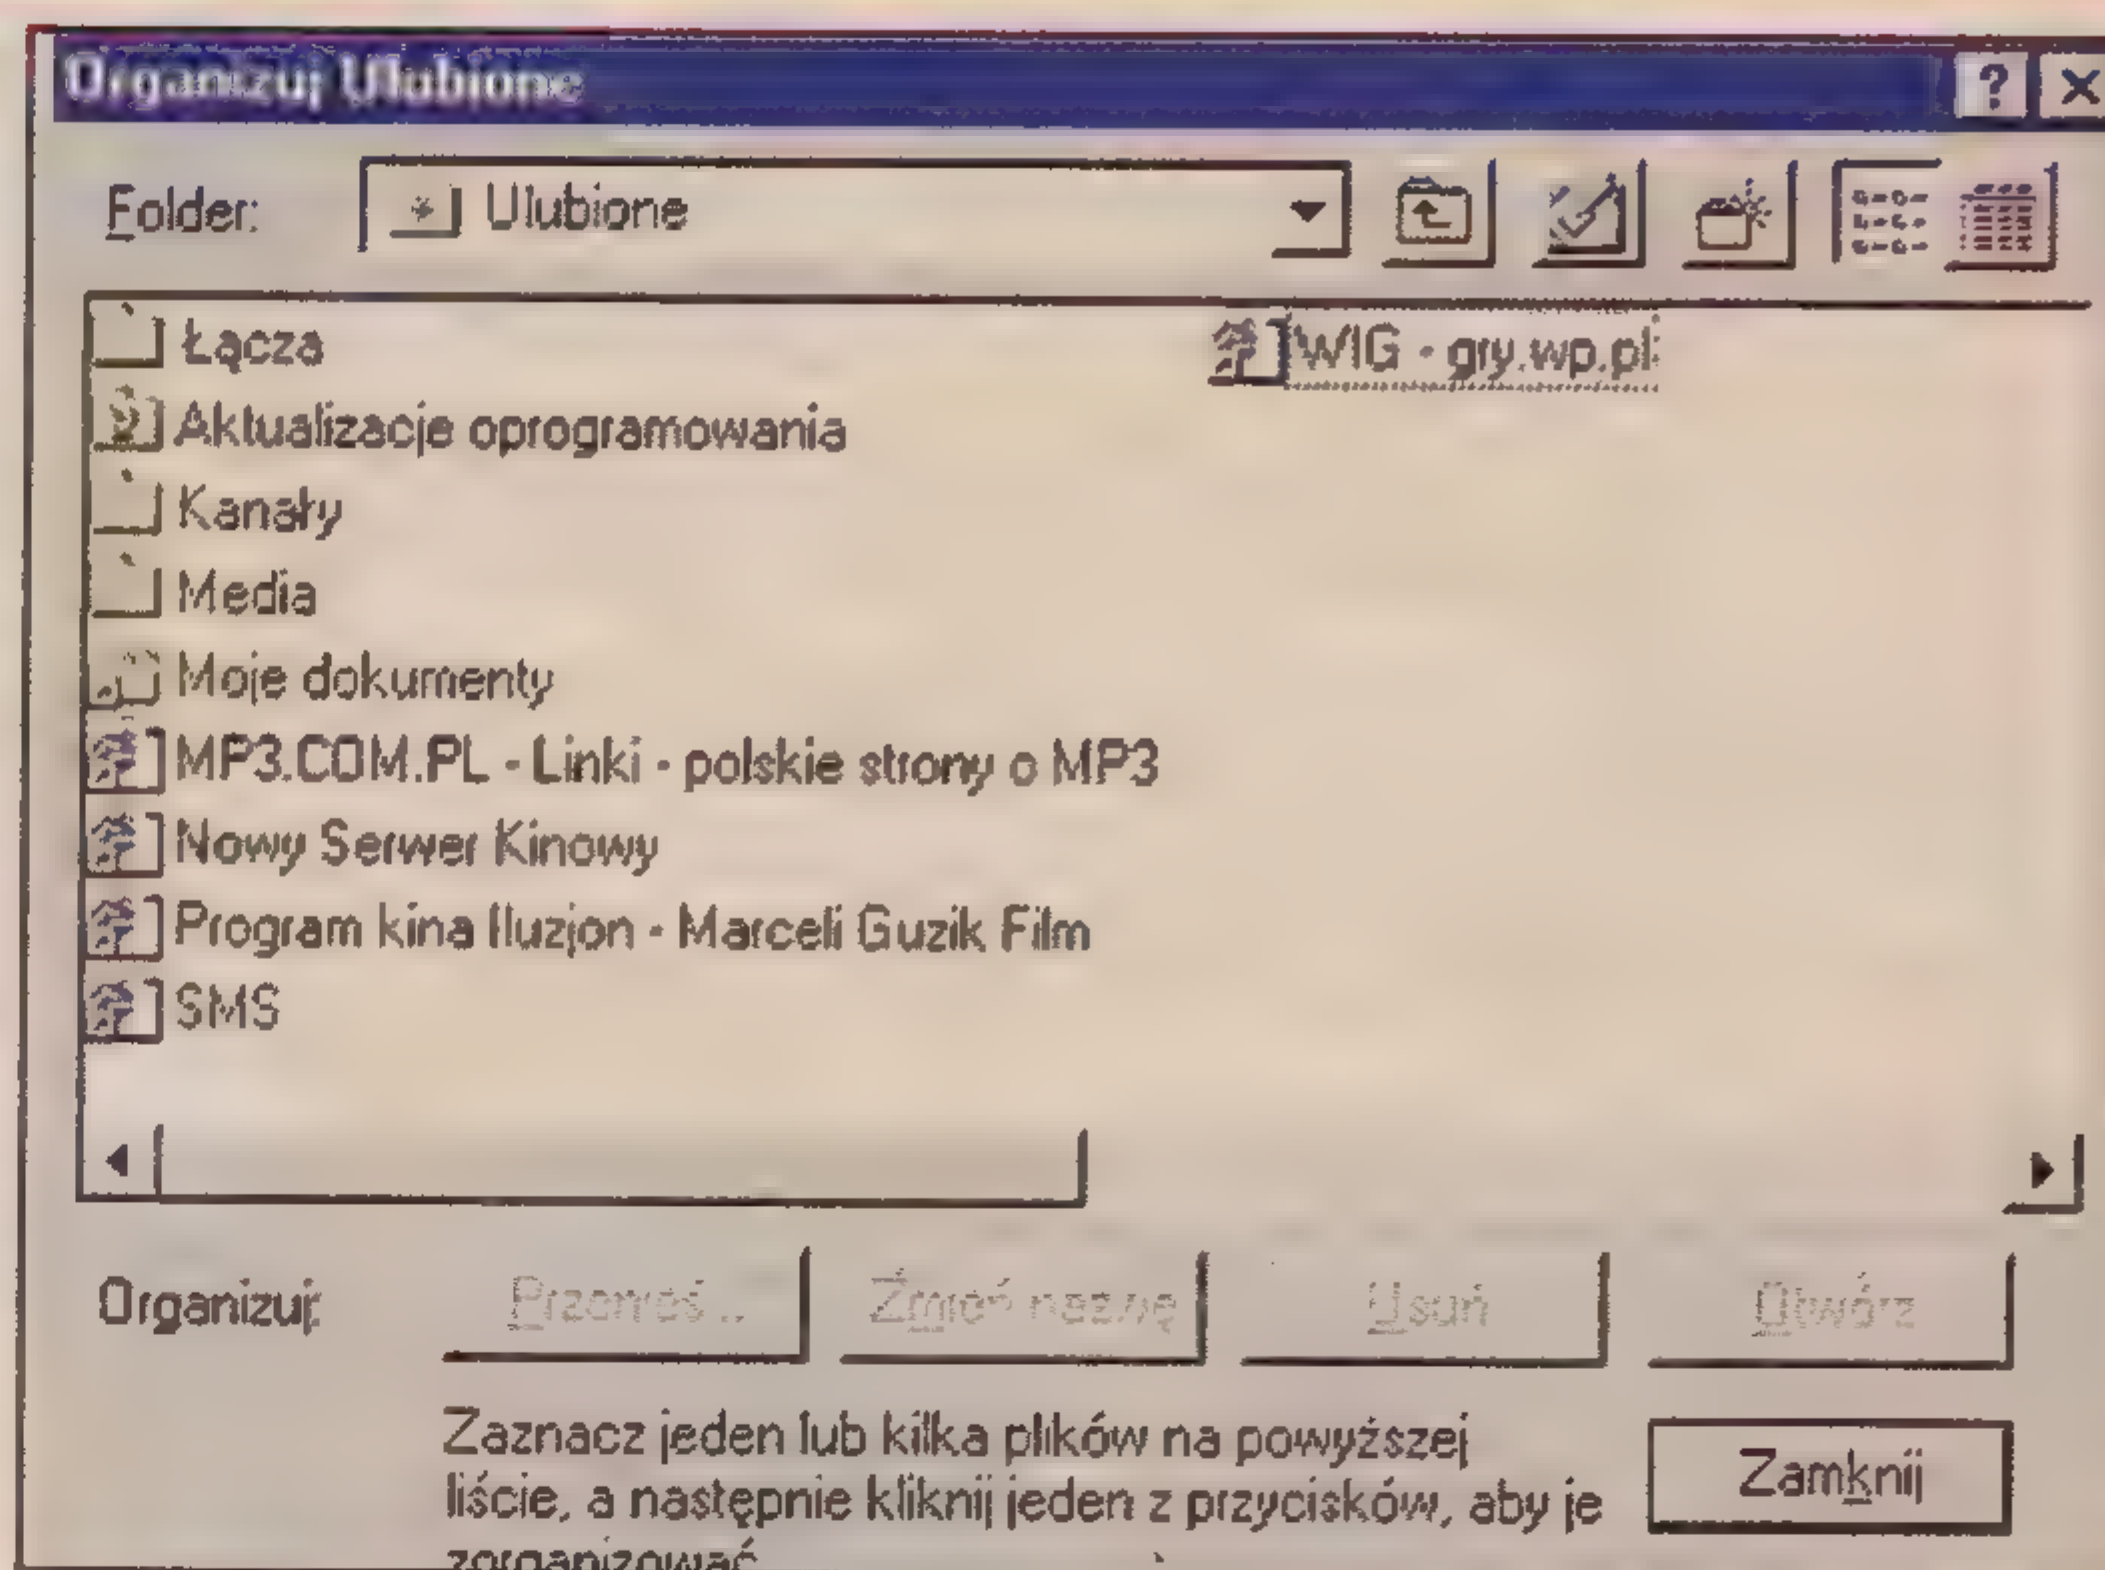 Organizuj Ulubione
Folder:
Ulubione
Łącza
Aktualizacje oprogramowania
Kanały
Media
Moje dokumenty
MP3.COM.PL - Linki - polskie strony o MP3
Nowy Serwer Kinowy
Program kina Iluzjon - Marceli Guzik Film
SMS
WIG - gry.wp.pl
Organizuj:
Przenieś...
Zmień nazwę
Usuń
Otwórz
Zaznacz jeden lub kilka plików na powyższej
liście, a następnie kliknij jeden z przycisków, aby je
zorganizować
Zamknij